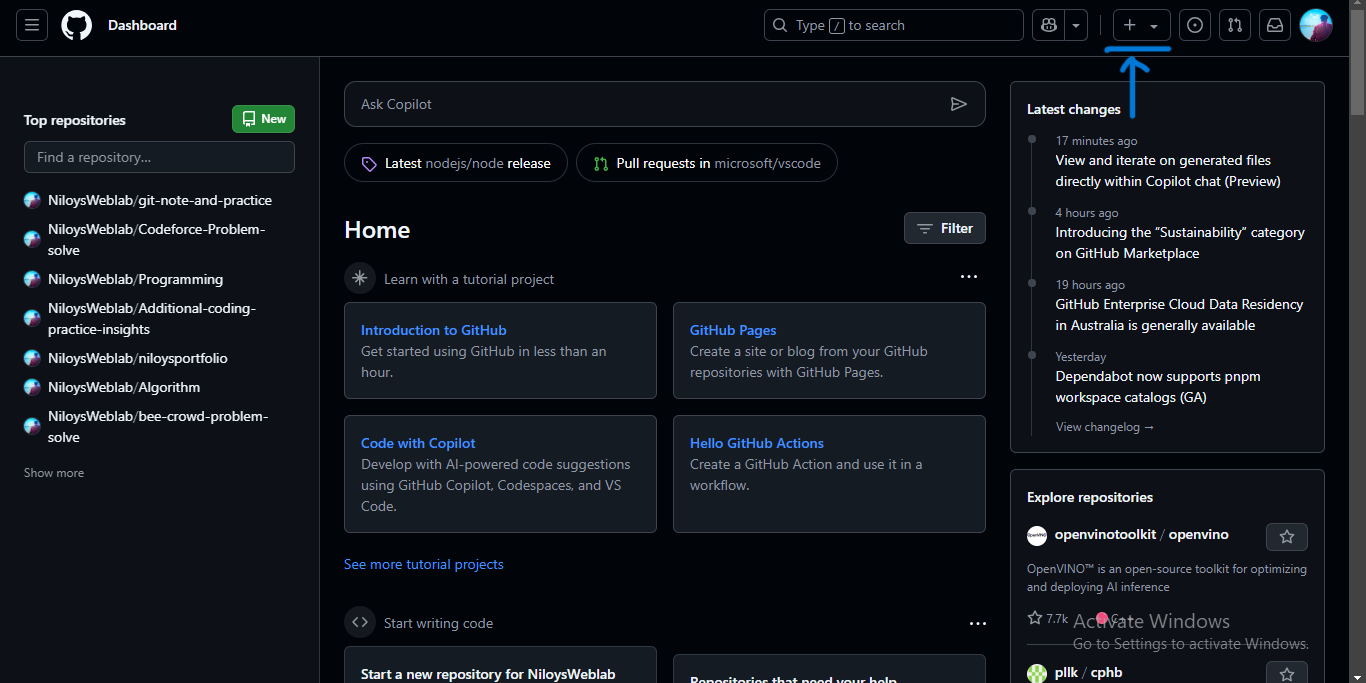 Dashboard
Type / to search
Top repositories
New
Find a repository...
NiloysWeblab/git-note-and-practice
NiloysWeblab/Codeforce-Problem-
solve
NiloysWeblab/Programming
NiloysWeblab/Additional-coding-
practice-insights
NiloysWeblab/niloysportfolio
NiloysWeblab/Algorithm
NiloysWeblab/bee-crowd-problem-
solve
Show more
Ask Copilot
Latest nodejs/node release
Pull requests in microsoft/vscode
Home
Filter
Learn with a tutorial project
Introduction to GitHub
Get started using GitHub in less than an
hour.
GitHub Pages
Create a site or blog from your GitHub
repositories with GitHub Pages.
Code with Copilot
Develop with AI-powered code suggestions
using GitHub Copilot, Codespaces, and VS
Code.
Hello GitHub Actions
Create a GitHub Action and use it in a
workflow.
See more tutorial projects
Start writing code
Start a new repository for NiloysWeblab
Repositories that need your help
Latest changes
17 minutes ago
View and iterate on generated files
directly within Copilot chat (Preview)
4 hours ago
Introducing the “Sustainability” category
on GitHub Marketplace
19 hours ago
GitHub Enterprise Cloud Data Residency
in Australia is generally available
Yesterday
Dependabot now supports pnpm
workspace catalogs (GA)
View changelog →
Explore repositories
OpenVINO
openvinotoolkit / openvino
OpenVINO™ is an open-source toolkit for optimizing
and deploying AI inference
7.7k
C++
Activate Windows
Go to Settings to activate Windows.
pllk / cphb